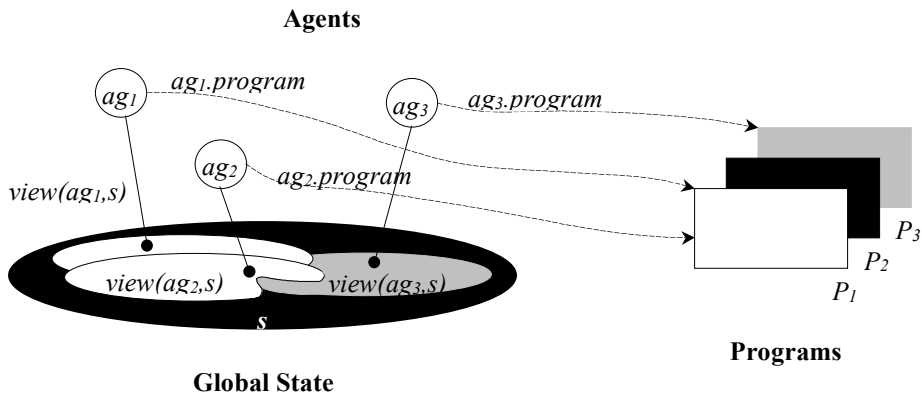 Agents
ag1.program
ag1
ag3
ag3.program
ag2
ag2.program
view(ag1,s)
P3
P2
view(ag2,s)
view(ag3,s)
P1
s
Programs
Global State